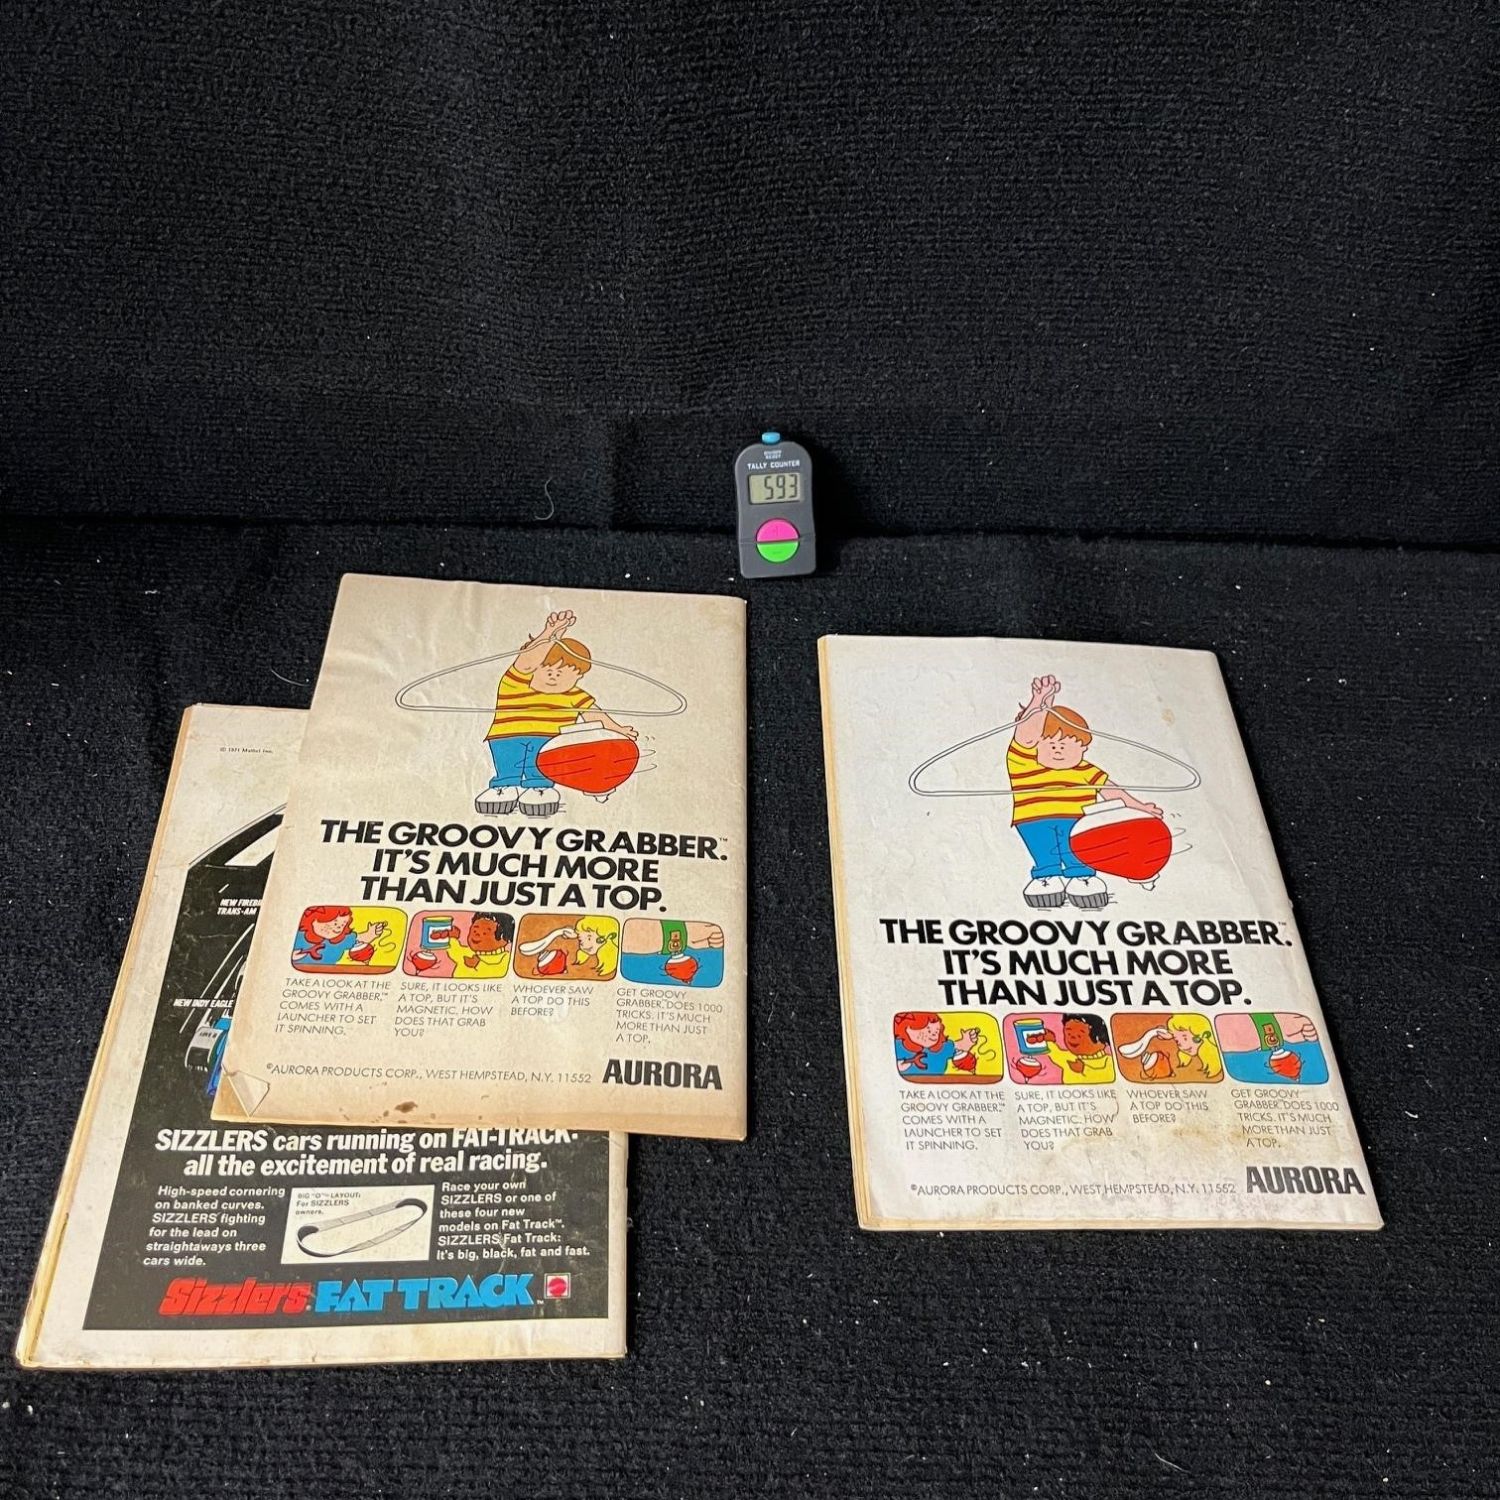 TALLY COUNTER
593
© 1971 Mattel Inc.
TRANS-AM
NEW INDY EAGLE
SIZZLERS cars running on FAT-TRACK.
all the excitement of real racing.
High-speed cornering
on banked curves.
SIZZLERS fighting
for the lead on
straightaways three
cars wide.
BIG "O" LAYOUT:
For SIZZLERS
owners.
Race your own
SIZZLERS or one of
these four new
models on Fat Track™.
SIZZLERS Fat Track:
It's big, black, fat and fast.
Sizzlers FAT TRACK™
THE GROOVY GRABBER.™
IT'S MUCH MORE
THAN JUST A TOP.
TAKE A LOOK AT THE
GROOVY GRABBER.™
COMES WITH A
LAUNCHER TO SET
IT SPINNING.
SURE, IT LOOKS LIKE
A TOP, BUT IT'S
MAGNETIC. HOW
DOES THAT GRAB
YOU?
WHOEVER SAW
A TOP DO THIS
BEFORE?
GET GROOVY
GRABBER. DOES 1000
TRICKS. IT'S MUCH
MORE THAN JUST
A TOP.
©AURORA PRODUCTS CORP., WEST HEMPSTEAD, N.Y. 11552 AURORA
THE GROOVY GRABBER.™
IT'S MUCH MORE
THAN JUST A TOP.
TAKE A LOOK AT THE
GROOVY GRABBER.™
COMES WITH A
LAUNCHER TO SET
IT SPINNING.
SURE, IT LOOKS LIKE
A TOP, BUT IT'S
MAGNETIC. HOW
DOES THAT GRAB
YOU?
WHOEVER SAW
A TOP DO THIS
BEFORE?
GET GROOVY
GRABBER. DOES 1000
TRICKS. IT'S MUCH
MORE THAN JUST
A TOP.
©AURORA PRODUCTS CORP., WEST HEMPSTEAD, N.Y. 11552 AURORA